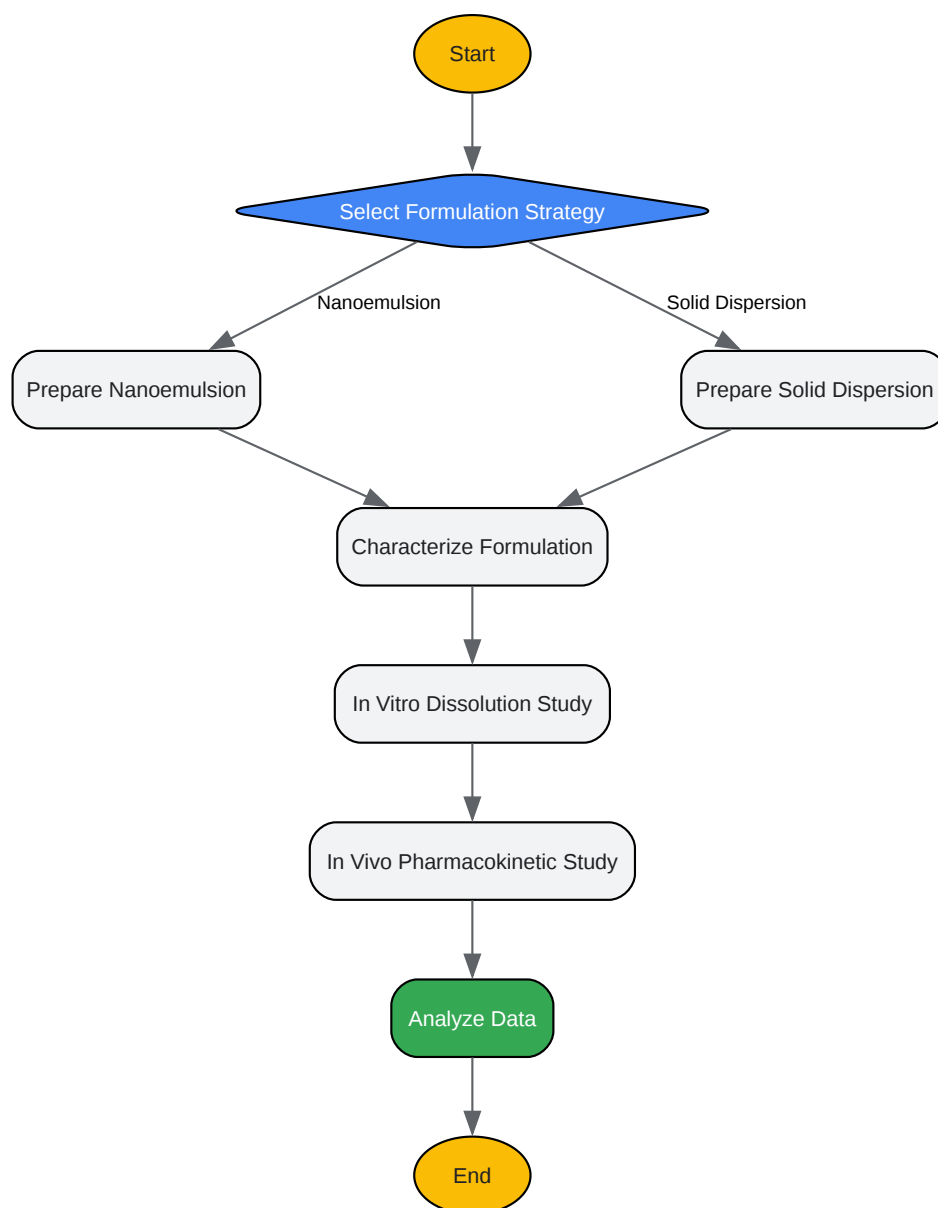 Start
Select Formulation Strategy
Nanoemulsion
Solid Dispersion
Prepare Nanoemulsion
Prepare Solid Dispersion
Characterize Formulation
In Vitro Dissolution Study
In Vivo Pharmacokinetic Study
Analyze Data
End